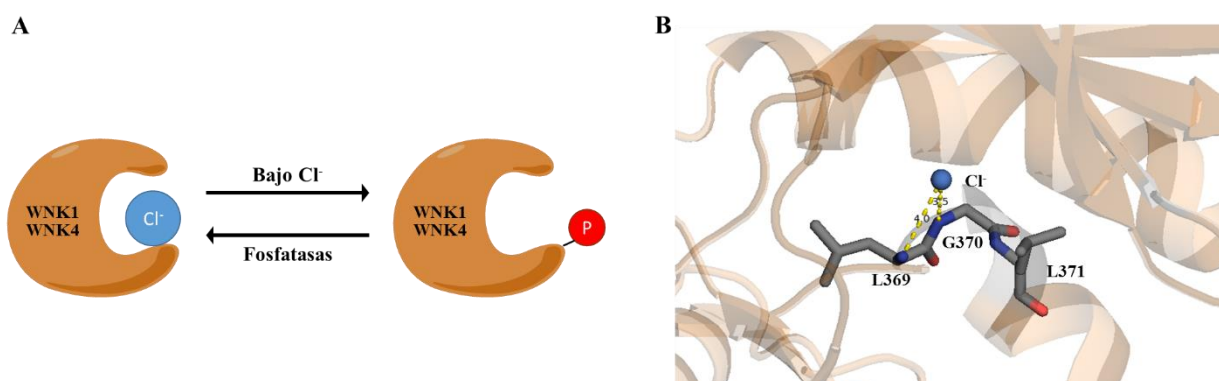 A
WNK1
WNK4
Cl⁻
Bajo Cl⁻
Fosfatasas
WNK1
WNK4
P
B
Cl⁻
3.5
4.0
G370
L369
L371